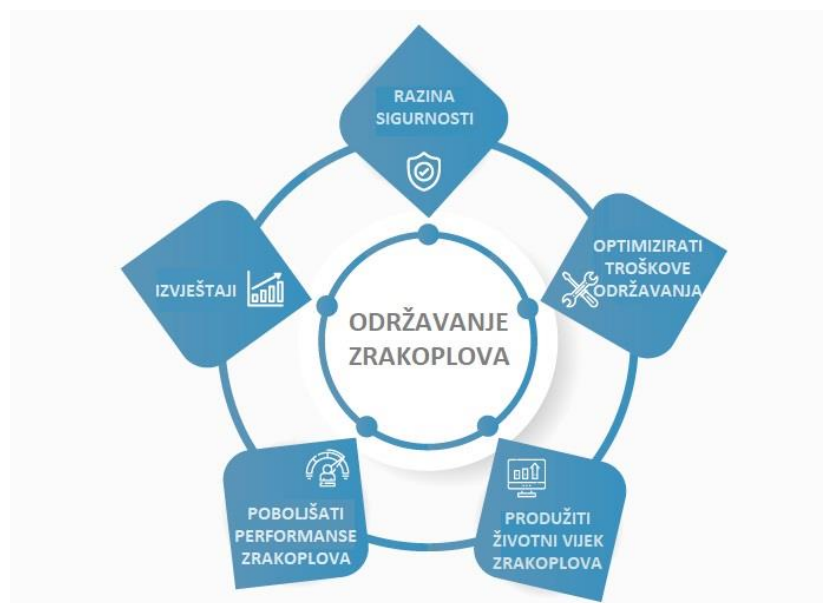 RAZINA
SIGURNOSTI
OPTIMIZIRATI
TROŠKOVE
ODRŽAVANJA
IZVJEŠTAJI
ODRŽAVANJE
ZRAKOPLOVA
POBOLJŠATI
PERFORMANSE
ZRAKOPLOVA
PRODUŽITI
ŽIVOTNI VIJEK
ZRAKOPLOVA